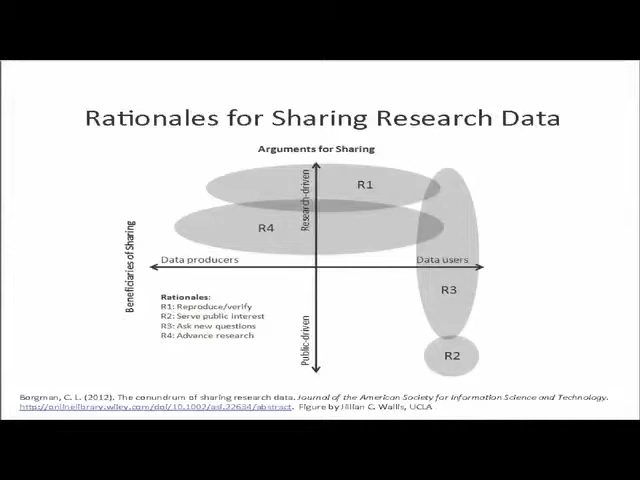 Rationales for Sharing Research Data
Arguments for Sharing
Research-driven
R1
R4
Beneficiaries of Sharing
Data producers
Data users
R3
Rationales:
R1: Reproduce/verify
R2: Serve public interest
R3: Ask new questions
R4: Advance research
Public-driven
R2
Borgman, C. L. (2012). The conundrum of sharing research data. Journal of the American Society for Information Science and Technology.
http://onlinelibrary.wiley.com/doi/10.1002/asi.22634/abstract. Figure by Jillian C. Wallis, UCLA